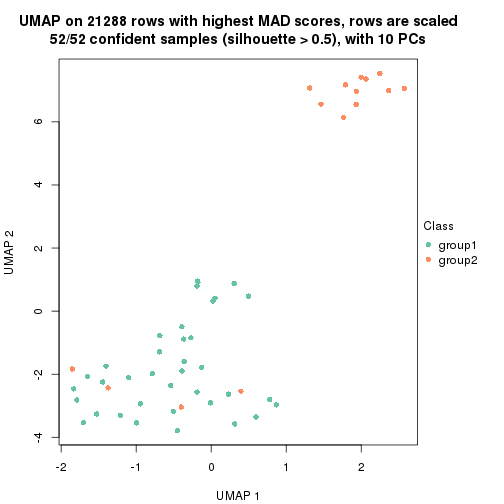 UMAP on 21288 rows with highest MAD scores, rows are scaled
52/52 confident samples (silhouette > 0.5), with 10 PCs
6
4
2
0
-2
-4
UMAP 2
-2
-1
0
1
2
UMAP 1
Class
group1
group2